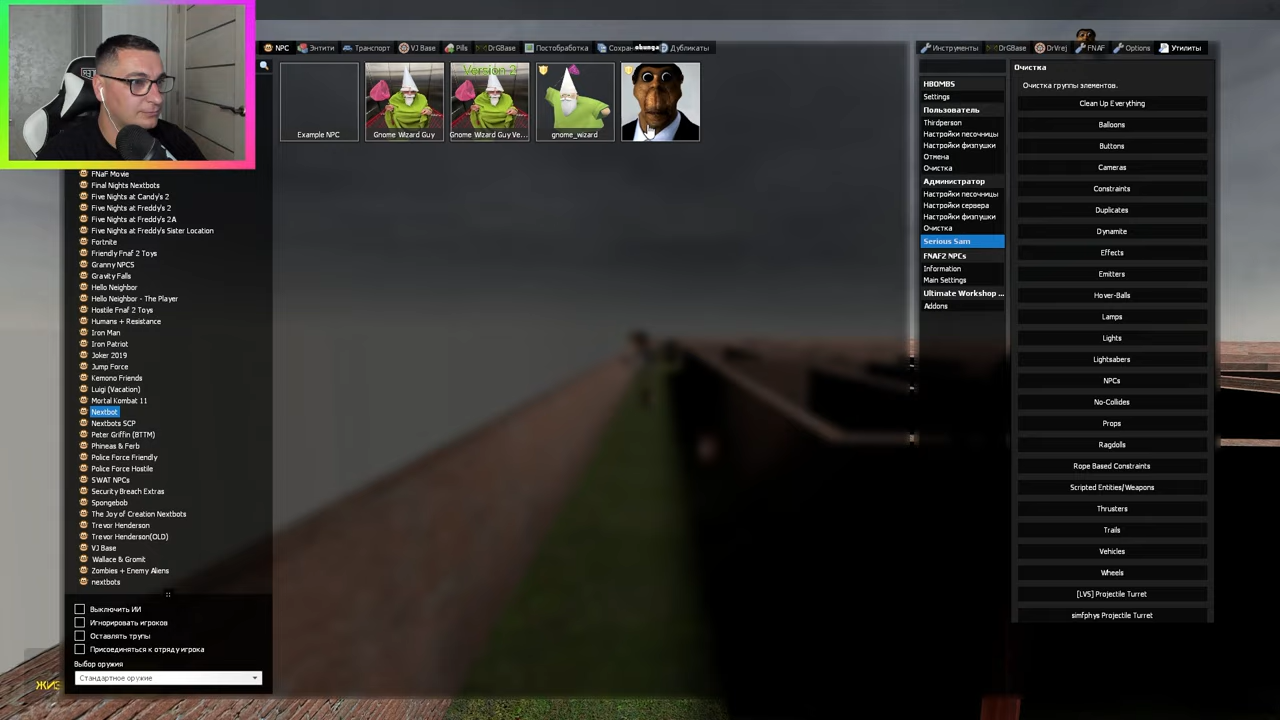 NPC
Энтити
Транспорт
VJ Base
Pills
DrGBase
Постобработка
Сохран
obunga
Дубликаты
Инструменты
DrGBase
DrVrej
FNAF
Options
Утилиты
Example NPC
Gnome Wizard Guy
Версия 2
Gnome Wizard Guy Ve...
gnome_wizard
FNaF Movie
Final Nights Nextbots
Five Nights at Candy's 2
Five Nights at Freddy's 2
Five Nights at Freddy's 2A
Five Nights at Freddy's Sister Location
Fortnite
Friendly Fnaf 2 Toys
Granny NPCS
Gravity Falls
Hello Neighbor
Hello Neighbor - The Player
Hostile Fnaf 2 Toys
Humans + Resistance
Iron Man
Iron Patriot
Joker 2019
Jump Force
Kemono Friends
Luigi (Vacation)
Mortal Kombat 11
Nextbot
Nextbots SCP
Peter Griffin (BTTM)
Phineas & Ferb
Police Force Friendly
Police Force Hostile
SWAT NPCs
Security Breach Extras
Spongebob
The Joy of Creation Nextbots
Trevor Henderson
Trevor Henderson(OLD)
VJ Base
Wallace & Gromit
Zombies + Enemy Aliens
nextbots
Выключить ИИ
Игнорировать игроков
Оставлять трупы
Присоединяться к отряду игрока
Выбор оружия
Стандартное оружие
HBOMBS
Settings
Пользователь
Thirdperson
Настройки песочницы
Настройки физпушки
Отмена
Очистка
Администратор
Настройки песочницы
Настройки сервера
Настройки физпушки
Очистка
Serious Sam
FNAF2 NPCs
Information
Main Settings
Ultimate Workshop ...
Addons
Очистка
Очистка группы элементов.
Clean Up Everything
Balloons
Buttons
Cameras
Constraints
Duplicates
Dynamite
Effects
Emitters
Hover-Balls
Lamps
Lights
Lightsabers
NPCs
No-Collides
Props
Ragdolls
Rope Based Constraints
Scripted Entities/Weapons
Thrusters
Trails
Vehicles
Wheels
[LVS] Projectile Turret
simfphys Projectile Turret